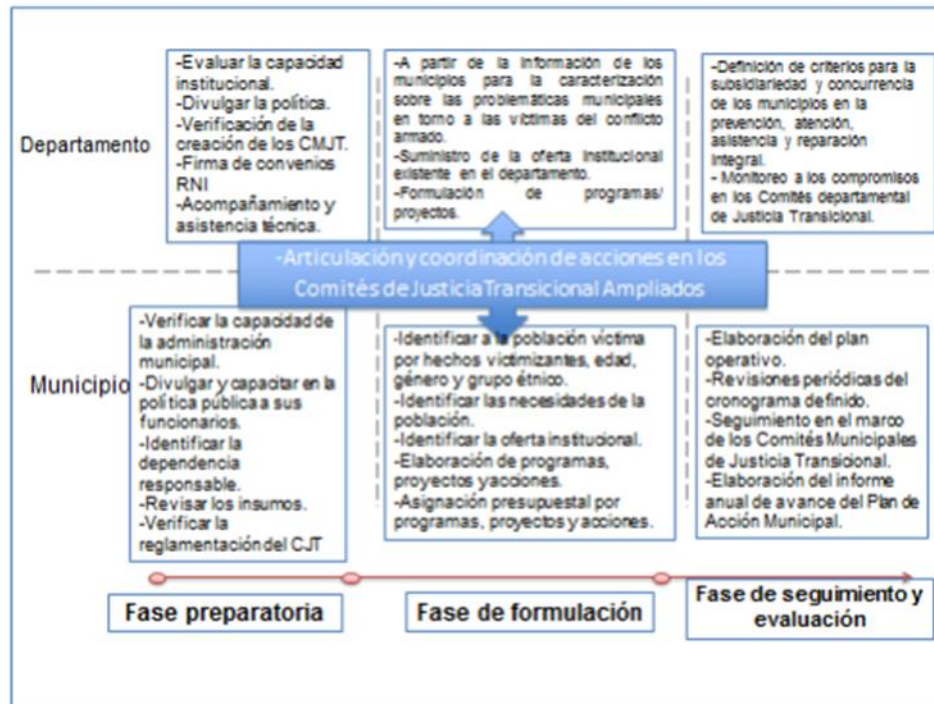 Departamento
-Evaluar la capacidad
institucional.
-Divulgar la política.
-Verificación de la
creación de los CMJT.
-Firma de convenios
RNI
-Acompañamiento y
asistencia técnica.
-A partir de la información de los
municipios para la caracterización
sobre las problemáticas municipales
en torno a las víctimas del conflicto
armado.
-Suministro de la oferta institucional
existente en el departamento.
-Formulación de programas/
proyectos.
-Definición de criterios para la
subsidiariedad y concurrencia
de los municipios en la
prevención, atención,
asistencia y reparación
integral.
- Monitoreo a los compromisos
en los Comités departamental
de Justicia Transicional.
-Articulación y coordinación de acciones en los
Comités de Justicia Transicional Ampliados
Municipio
-Verificar la capacidad de
la administración
municipal.
-Divulgar y capacitar en la
política pública a sus
funcionarios.
-Identificar la
dependencia
responsable.
-Revisar los insumos.
-Verificar la
reglamentación del CJT
-Identificar a la población víctima
por hechos victimizantes, edad,
género y grupo étnico.
-Identificar las necesidades de la
población.
-Identificar la oferta institucional.
-Elaboración de programas,
proyectos y acciones.
-Asignación presupuestal por
programas, proyectos y acciones.
-Elaboración del plan
operativo.
-Revisiones periódicas del
cronograma definido.
-Seguimiento en el marco
de los Comités Municipales
de Justicia Transicional.
-Elaboración del informe
anual de avance del Plan de
Acción Municipal.
Fase preparatoria
Fase de formulación
Fase de seguimiento y
evaluación